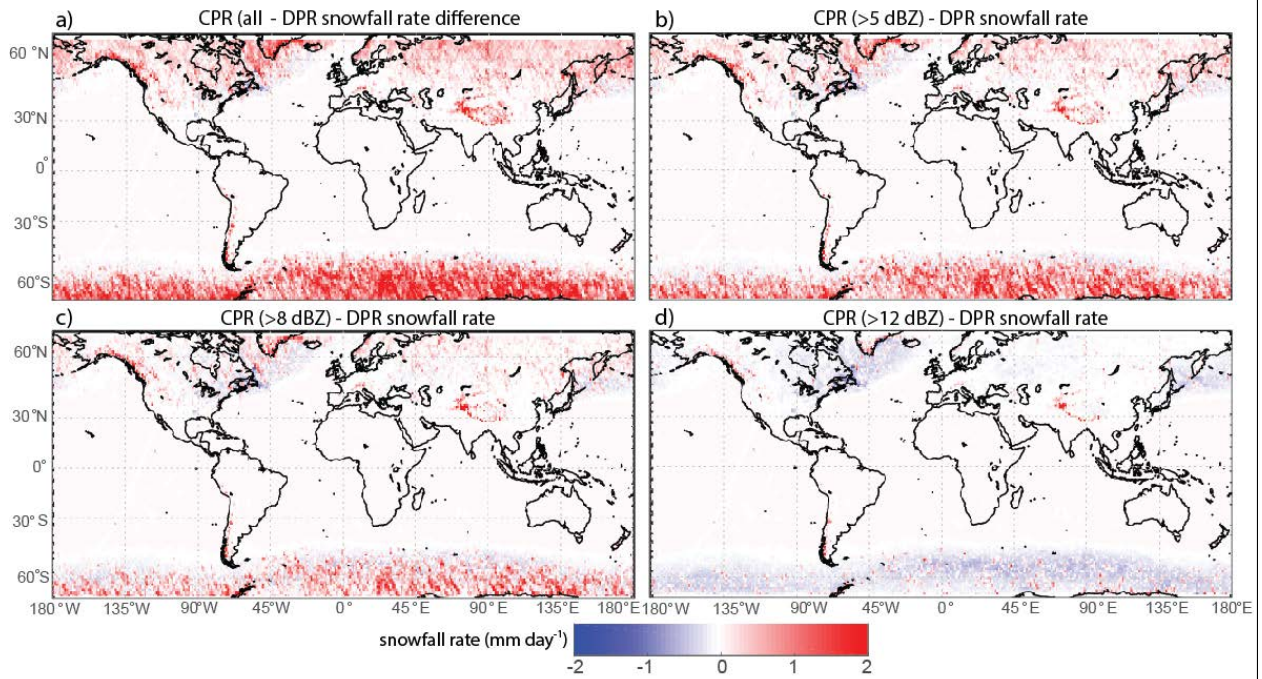 a) CPR (all - DPR snowfall rate difference
b) CPR (>5 dBZ) - DPR snowfall rate
60 °N
30°N
0°
30°S
60°S
c) CPR (>8 dBZ) - DPR snowfall rate
d) CPR (>12 dBZ) - DPR snowfall rate
60°N
30°N
0°
30°S
60°S
180°W 135°W 90°W 45°W 0° 45°E 90°E 135°E 180°E
180°W 135°W 90°W 45°W 0° 45°E 90°E 135°E 180°E
snowfall rate (mm day⁻¹)
-2 -1 0 1 2